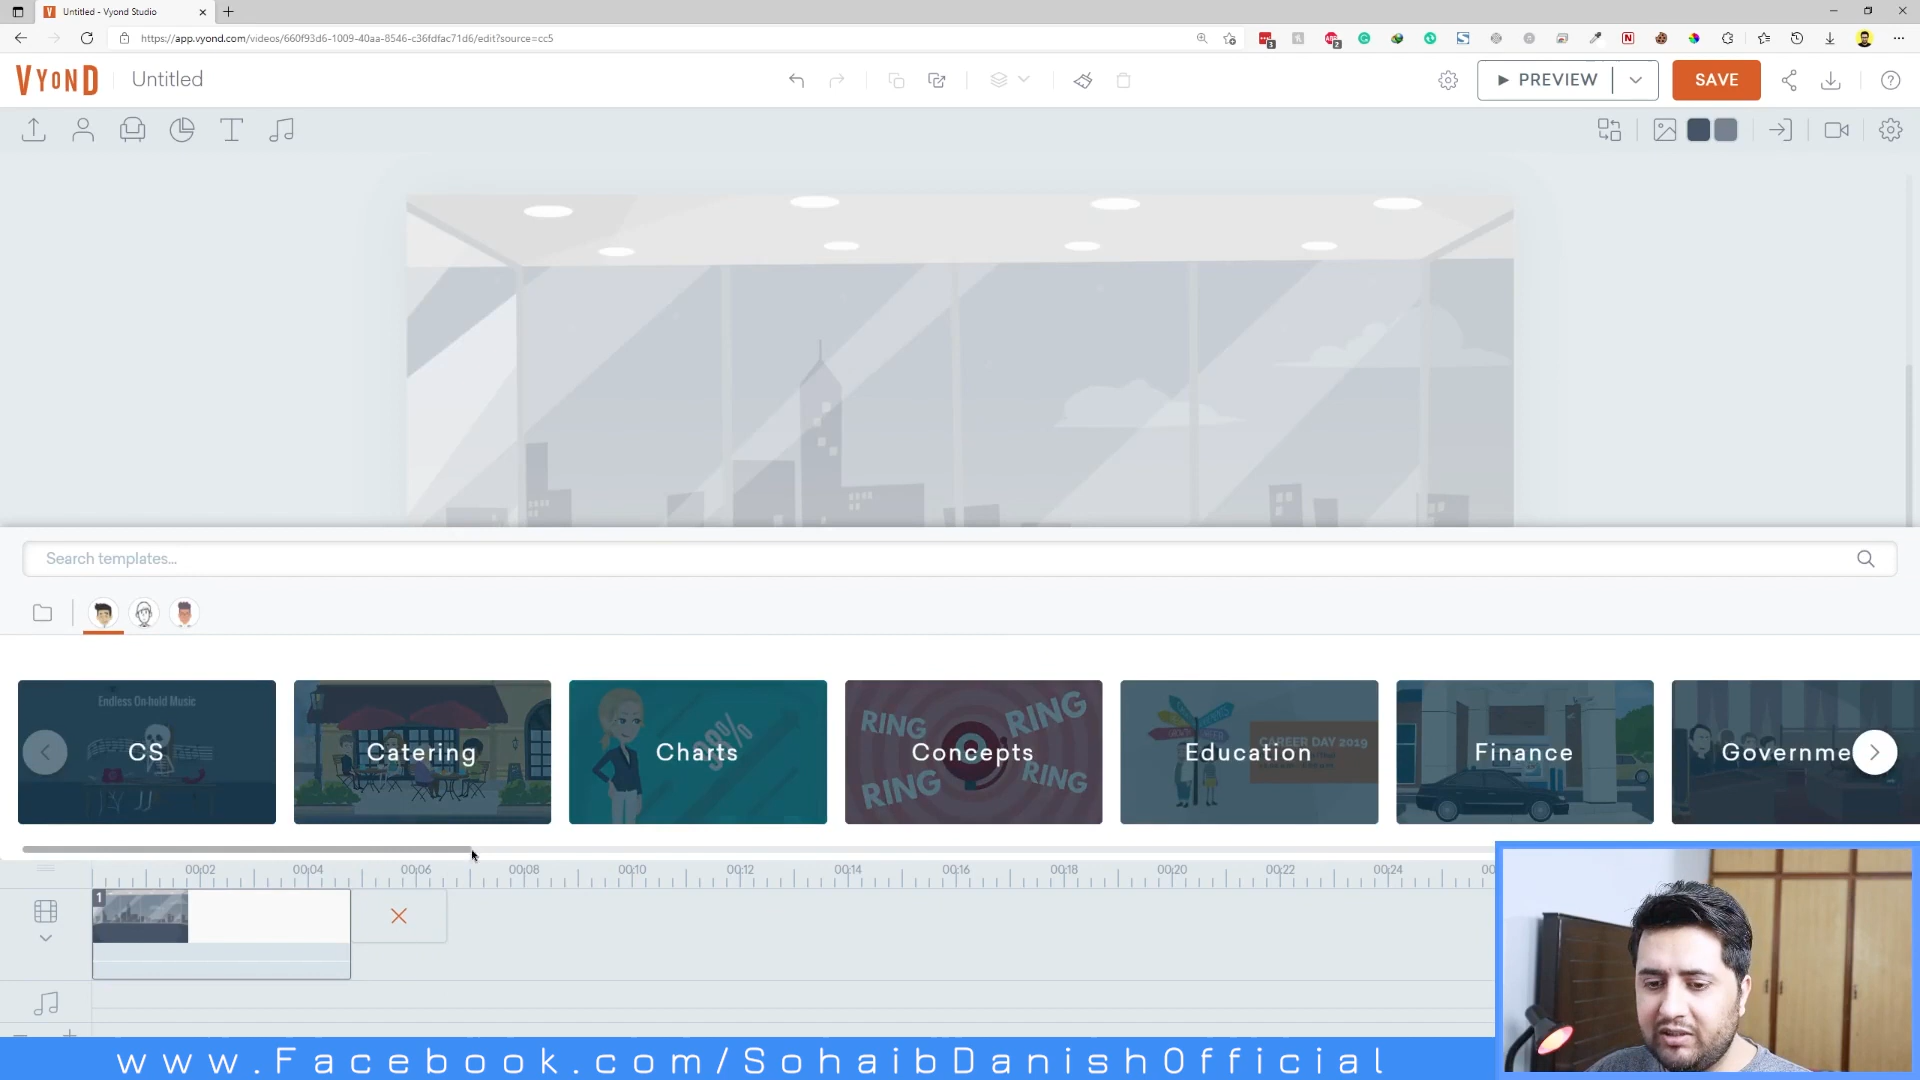 Untitled - Vyond Studio
https://app.vyond.com/videos/660f93d6-1009-40aa-8546-c36fdfac71d6/edit?source=cc5
3
2
VYOND
Untitled
PREVIEW
SAVE
Search templates...
Endless On-hold Music
CS
Catering
Charts
RING RING
Concepts
RING RING
CAREER DAY 2019
Education
Finance
Governme
00:02 00:04 00:06 00:08 00:10 00:12 00:14 00:16 00:18 00:20 00:22 00:24
1
www.Facebook.com/SohaibDanishOfficial